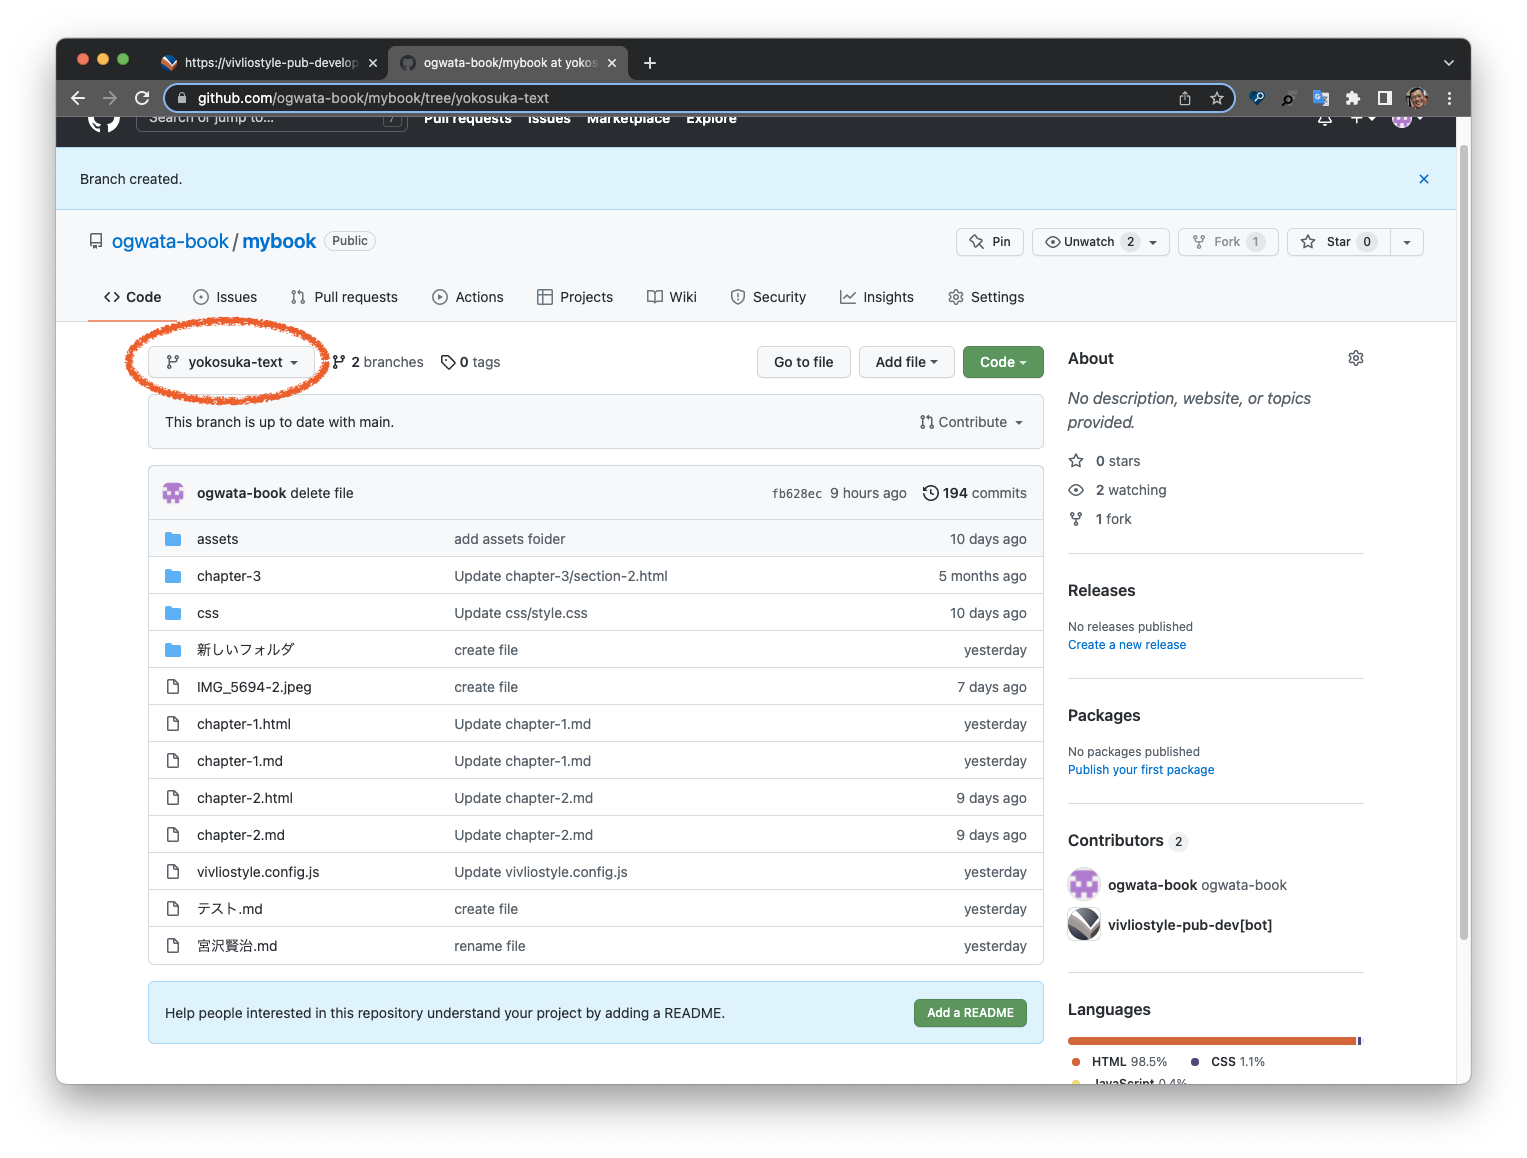 https://vivliostyle-pub-develop
ogwata-book/mybook at yokos
github.com/ogwata-book/mybook/tree/yokosuka-text
Search or jump to...
/
Pull requests Issues Marketplace Explore
Branch created.
ogwata-book / mybook Public
Pin
Unwatch 2
Fork 1
Star 0
Code
Issues
Pull requests
Actions
Projects
Wiki
Security
Insights
Settings
yokosuka-text
2 branches
0 tags
Go to file
Add file
Code
This branch is up to date with main.
Contribute
ogwata-book delete file fb628ec 9 hours ago 194 commits
assets add assets foider 10 days ago
chapter-3 Update chapter-3/section-2.html 5 months ago
css Update css/style.css 10 days ago
新しいフォルダ create file yesterday
IMG_5694-2.jpeg create file 7 days ago
chapter-1.html Update chapter-1.md yesterday
chapter-1.md Update chapter-1.md yesterday
chapter-2.html Update chapter-2.md 9 days ago
chapter-2.md Update chapter-2.md 9 days ago
vivliostyle.config.js Update vivliostyle.config.js yesterday
テスト.md create file yesterday
宮沢賢治.md rename file yesterday
Help people interested in this repository understand your project by adding a README.
Add a README
About
No description, website, or topics
provided.
0 stars
2 watching
1 fork
Releases
No releases published
Create a new release
Packages
No packages published
Publish your first package
Contributors 2
ogwata-book ogwata-book
vivliostyle-pub-dev[bot]
Languages
HTML 98.5% CSS 1.1%
JavaScript 0.4%